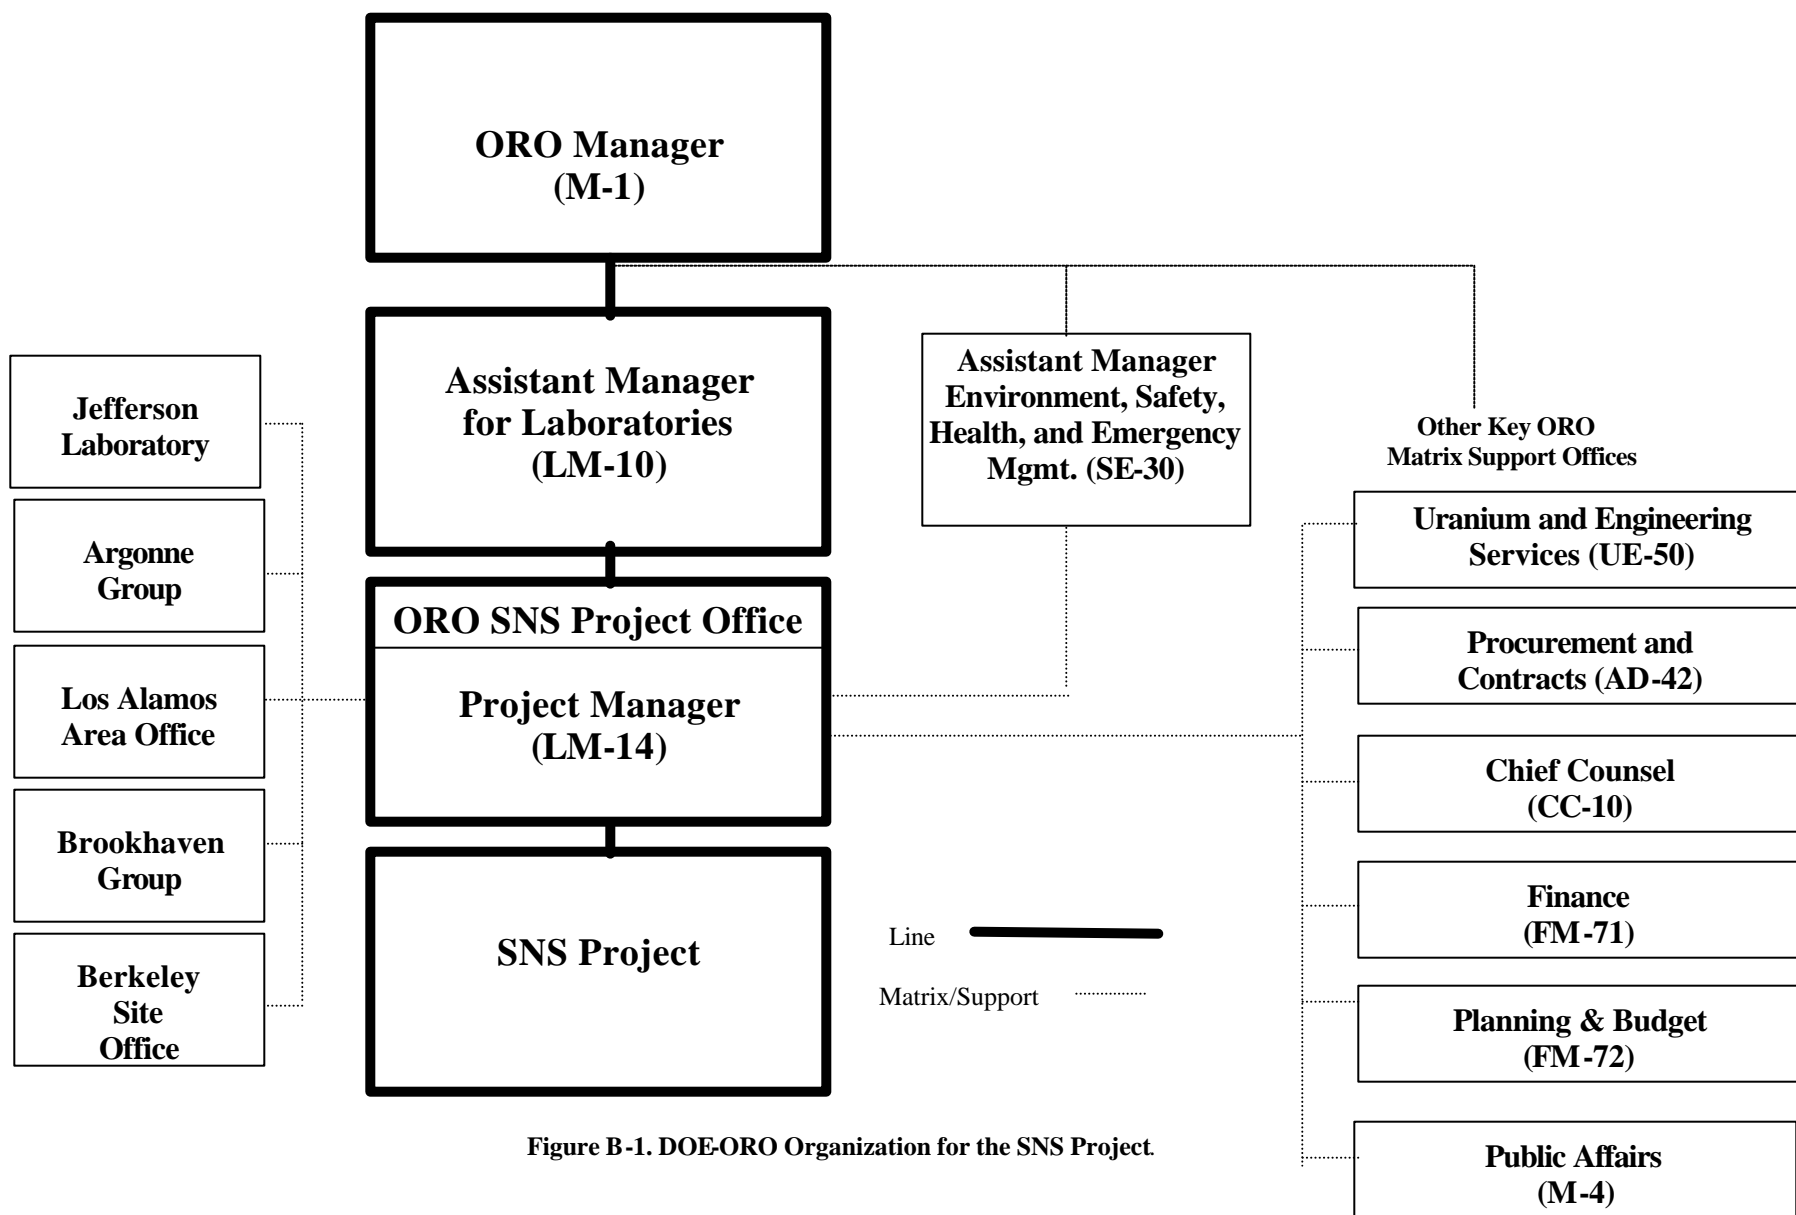 ORO Manager
(M-1)
Assistant Manager
for Laboratories
(LM-10)
Assistant Manager
Environment, Safety,
Health, and Emergency
Mgmt. (SE-30)
Other Key ORO
Matrix Support Offices
Jefferson
Laboratory
Argonne
Group
Los Alamos
Area Office
Brookhaven
Group
Berkeley
Site
Office
ORO SNS Project Office
Project Manager
(LM-14)
SNS Project
Uranium and Engineering
Services (UE-50)
Procurement and
Contracts (AD-42)
Chief Counsel
(CC-10)
Finance
(FM-71)
Planning & Budget
(FM-72)
Public Affairs
(M-4)
Line
Matrix/Support
Figure B-1. DOE-ORO Organization for the SNS Project.